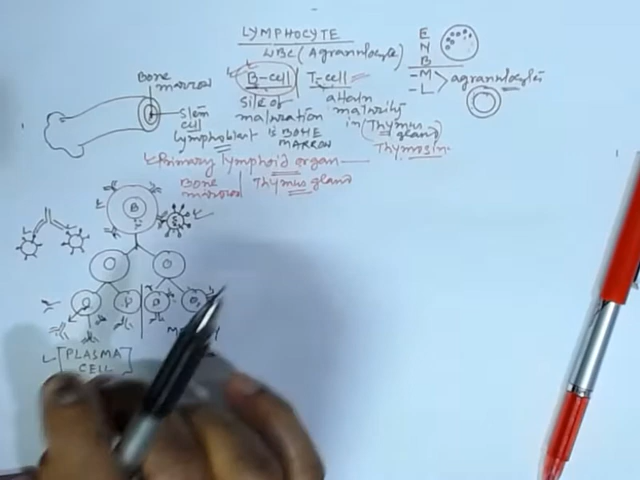 LYMPHOCYTE
WBC (Agranulocyte)
B-cell | T-cell
E
N
B
-M
-L
agranulocytes
Site of maturation is BONE MARROW
attain maturity in (Thymus gland)
Thymosin
Bone marrow
Stem cell
Lymphoblast
Primary lymphoid organ
Bone marrow | Thymus gland
B
PLASMA
CELL